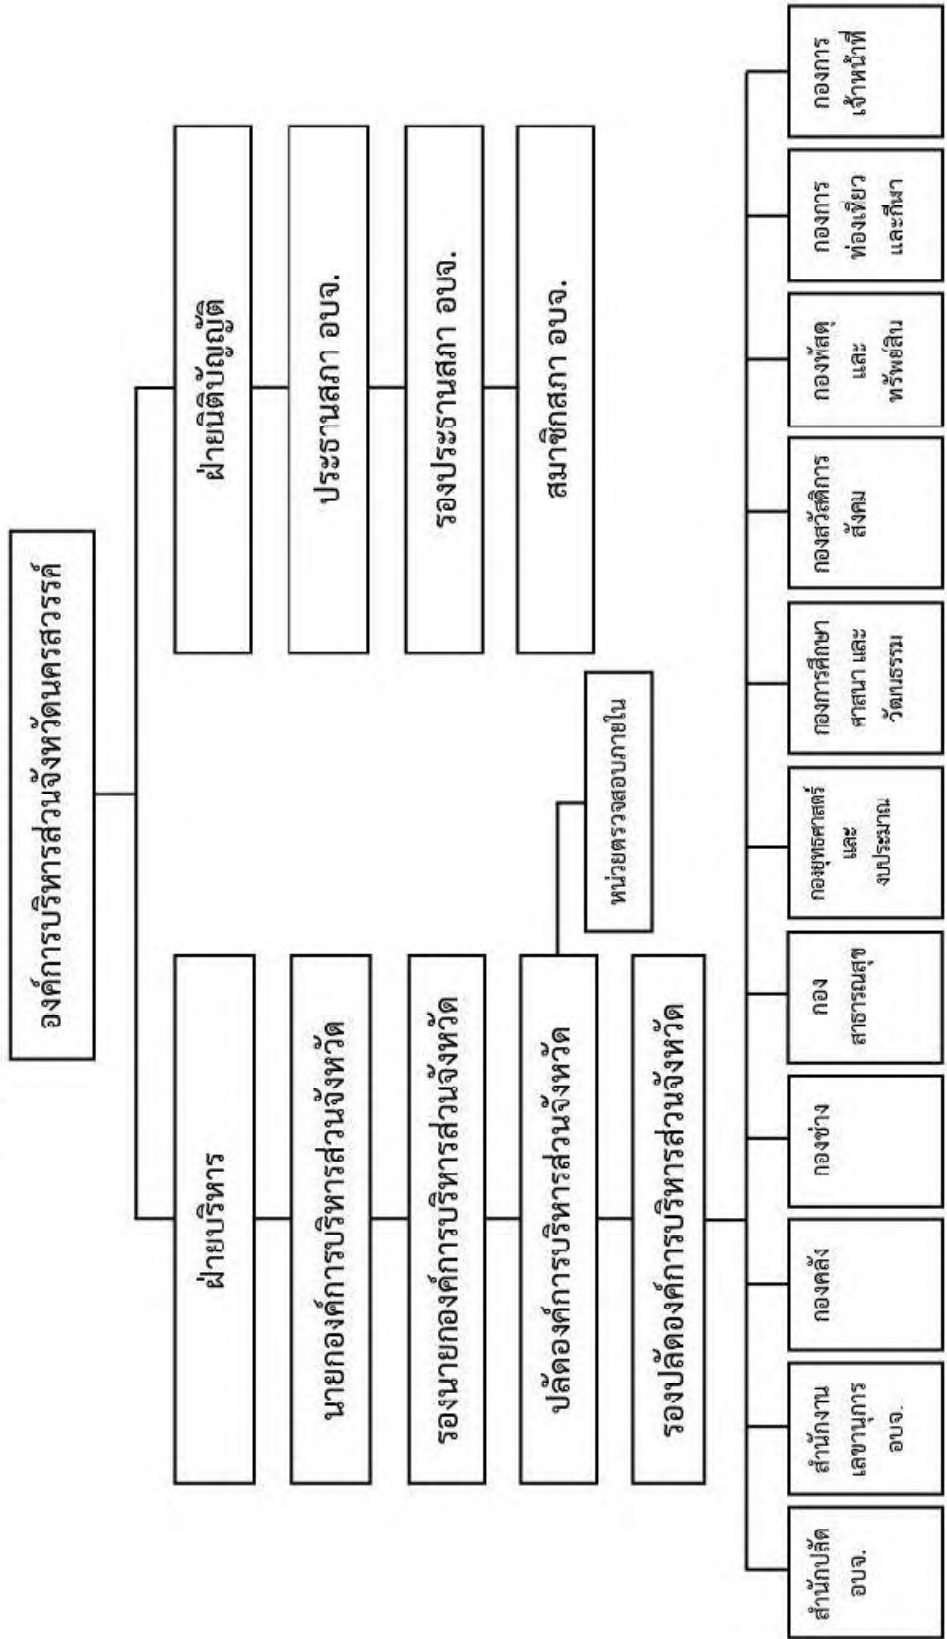 องค์การบริหารส่วนจังหวัดนครสวรรค์
ฝ่ายบริหาร
นายกองค์การบริหารส่วนจังหวัด
รองนายกองค์การบริหารส่วนจังหวัด
ปลัดองค์การบริหารส่วนจังหวัด
หน่วยตรวจสอบภายใน
รองปลัดองค์การบริหารส่วนจังหวัด
ฝ่ายนิติบัญญัติ
ประธานสภา อบจ.
รองประธานสภา อบจ.
สมาชิกสภา อบจ.
สำนักปลัด
อบจ.
สำนักงาน
เลขานุการ
อบจ.
กองคลัง
กองช่าง
กอง
สาธารณสุข
กองยุทธศาสตร์
และ
งบประมาณ
กองการศึกษา
ศาสนา และ
วัฒนธรรม
กองสวัสดิการ
สังคม
กองพัสดุ
และ
ทรัพย์สิน
กองการ
ท่องเที่ยว
และกีฬา
กองการ
เจ้าหน้าที่